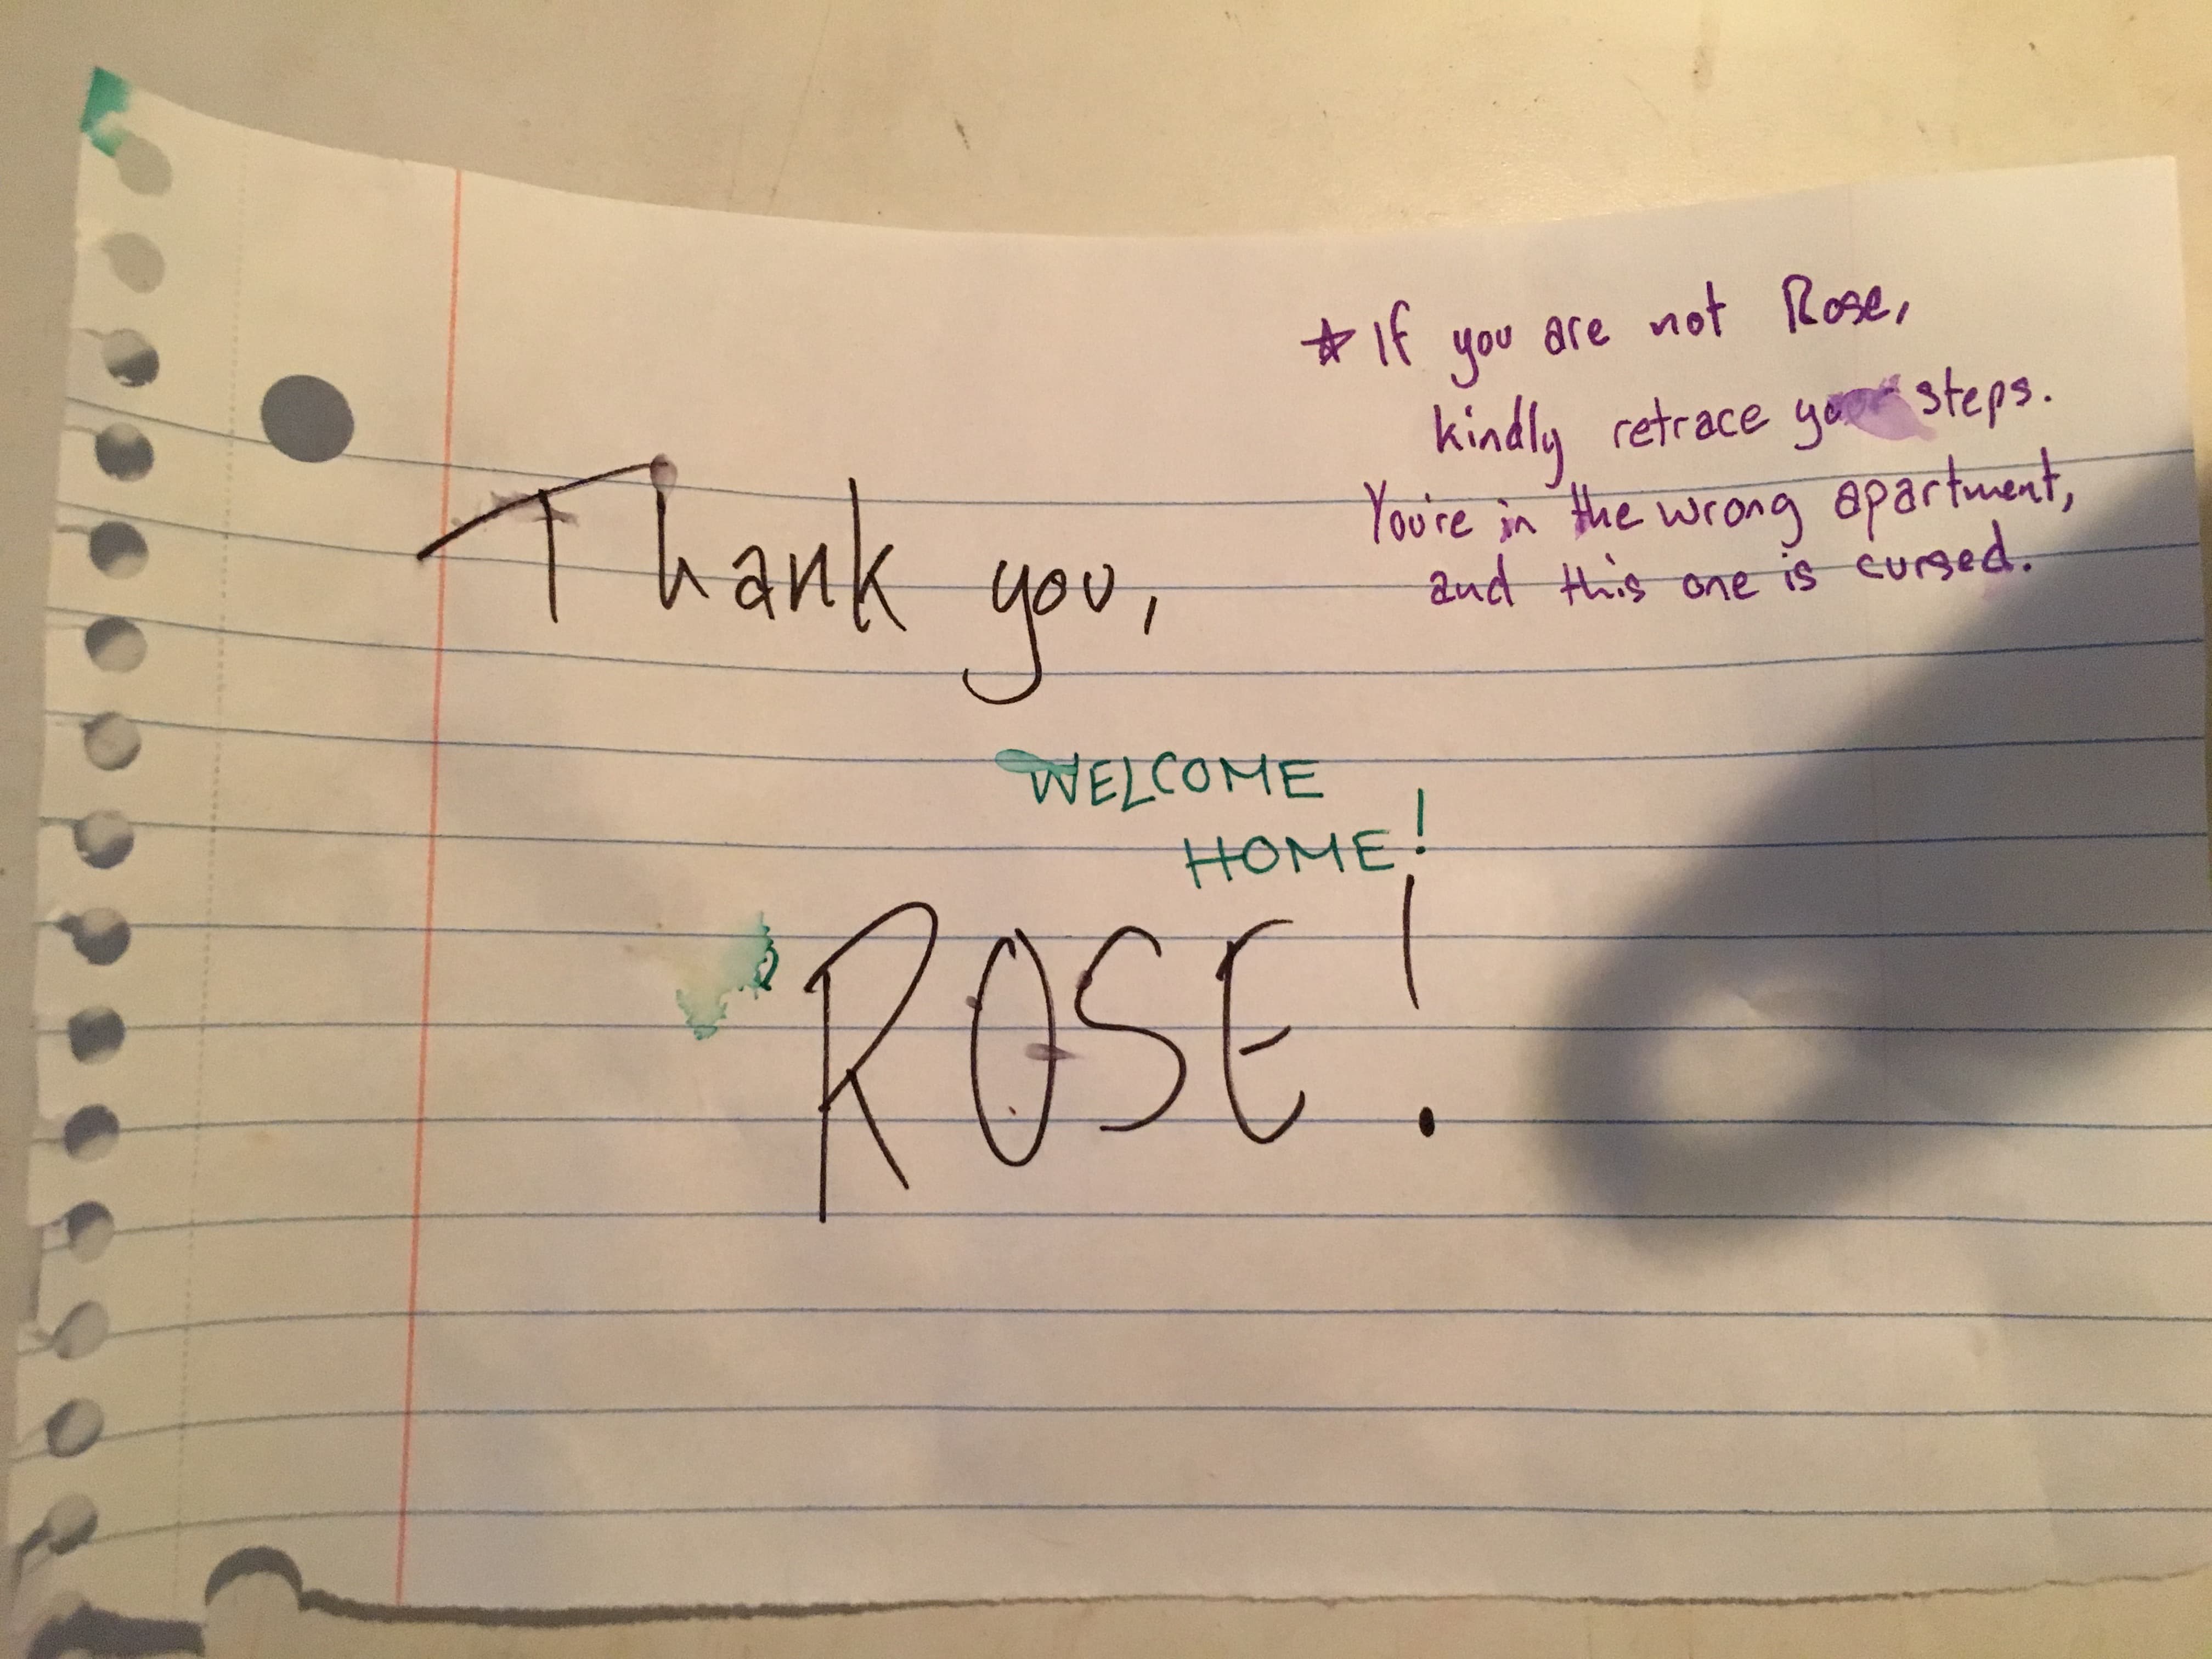 ☆ If you are not Rose,
kindly retrace your steps.
You're in the wrong apartment,
and this one is cursed.
Thank you,
WELCOME
HOME!
ROSE!